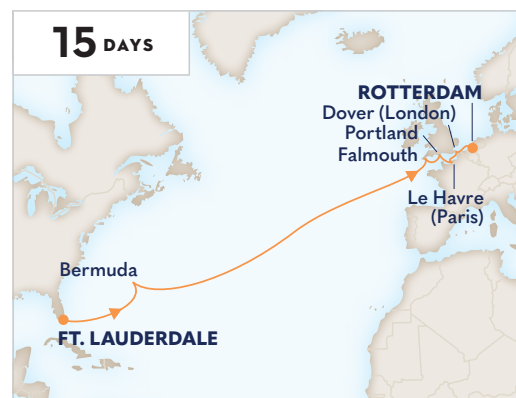 15 DAYS
ROTTERDAM
Dover (London)
Portland
Falmouth
Le Havre
(Paris)
Bermuda
FT. LAUDERDALE